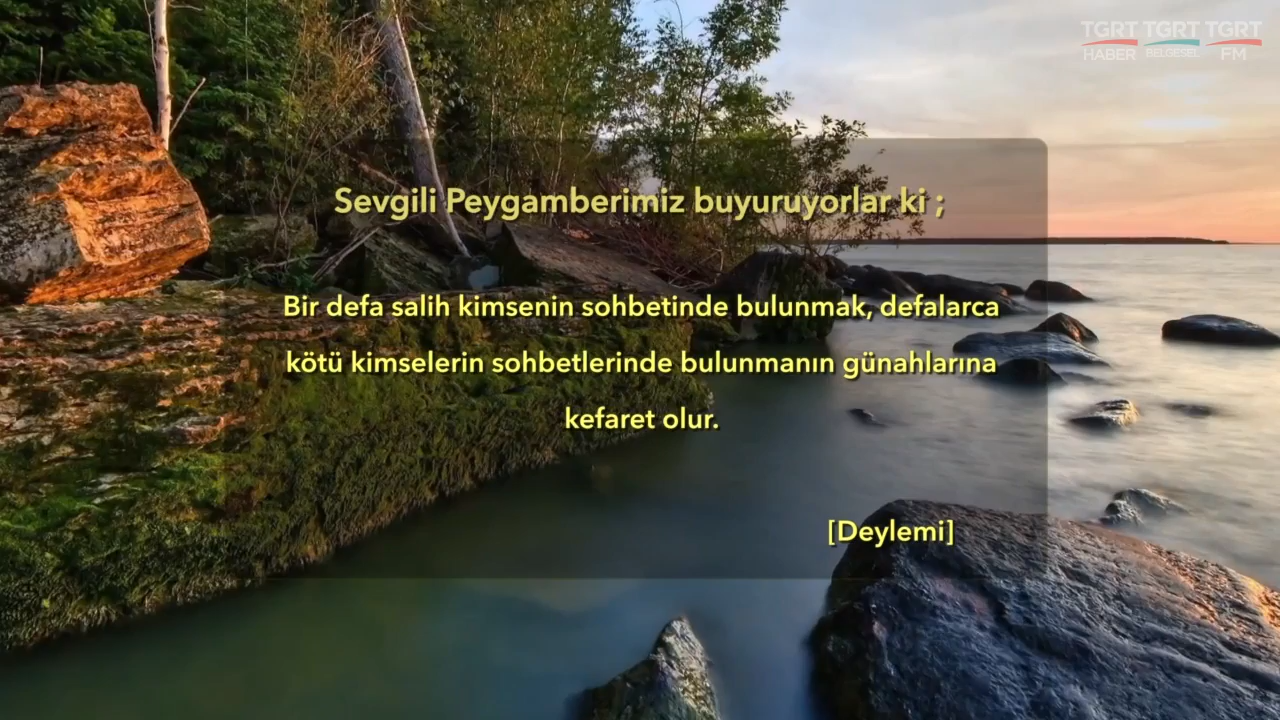 TGRT TGRT TGRT
HABER BELGESEL FM
Sevgili Peygamberimiz buyuruyorlar ki ;
Bir defa salih kimsenin sohbetinde bulunmak, defalarca
kötü kimselerin sohbetlerinde bulunmanın günahlarına
kefaret olur.
[Deylemi]